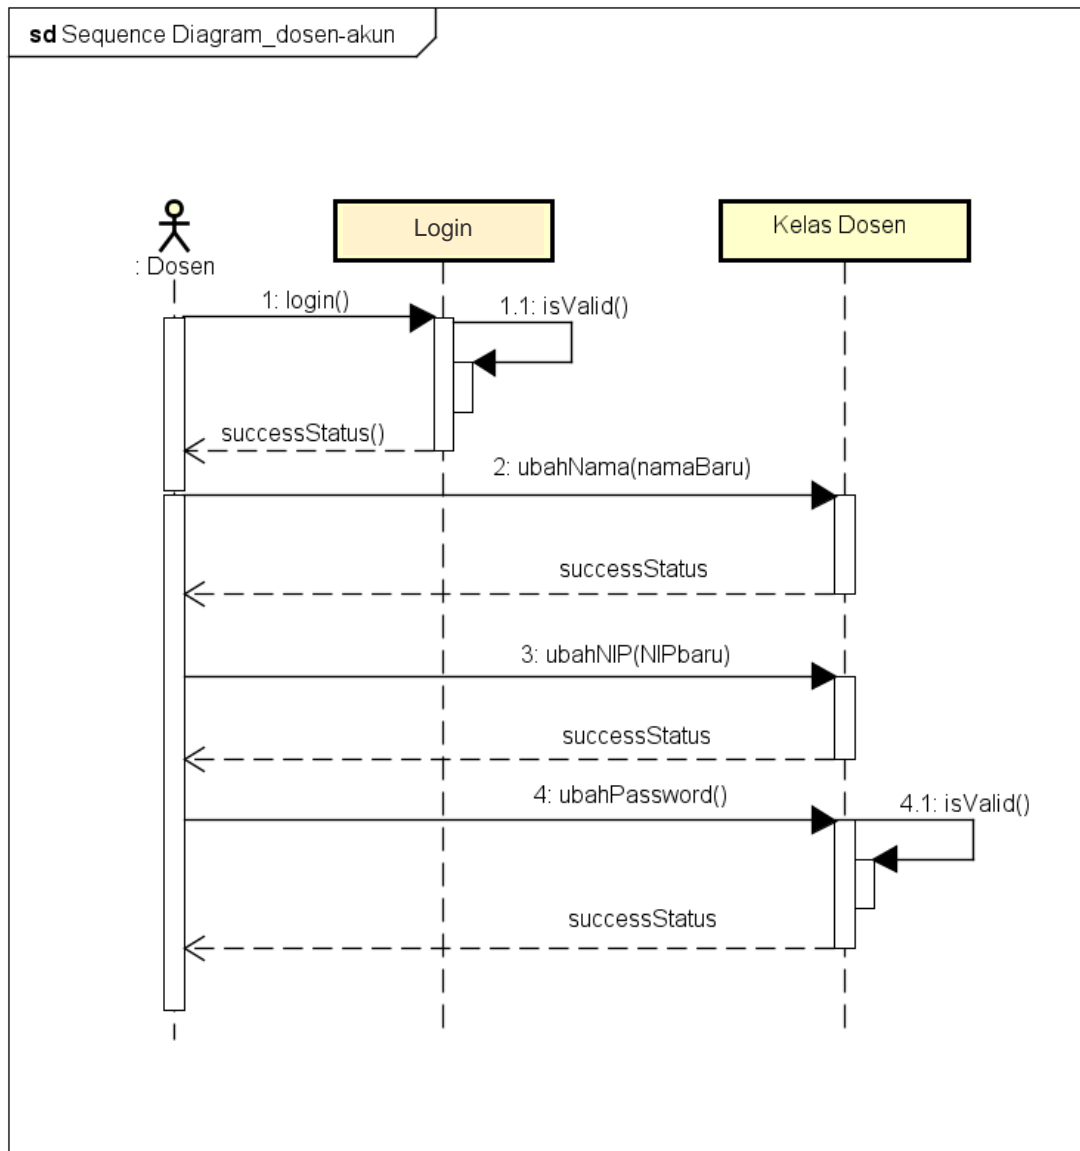 sd Sequence Diagram_dosen-akun
: Dosen
Login
Kelas Dosen
1: login()
1.1: isValid()
successStatus()
2: ubahNama(namaBaru)
successStatus
3: ubahNIP(NIPbaru)
successStatus
4: ubahPassword()
4.1: isValid()
successStatus